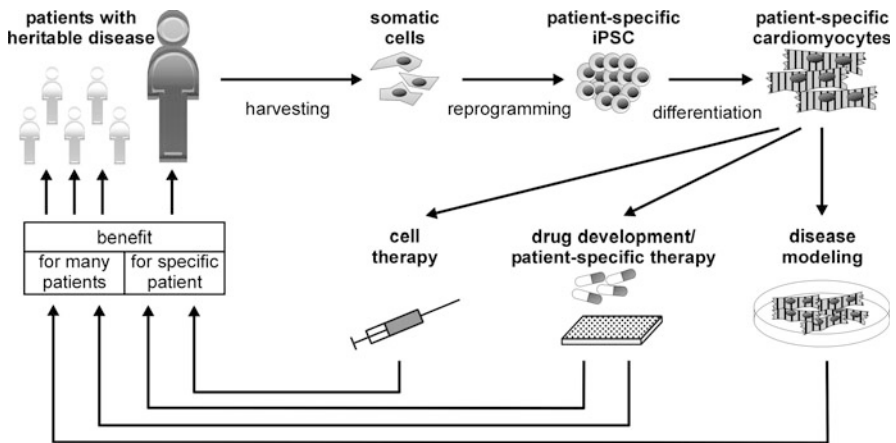 patients with
heritable disease
somatic
cells
patient-specific
iPSC
patient-specific
cardiomyocytes
harvesting
reprogramming
differentiation
benefit
for many
patients
for specific
patient
cell
therapy
drug development/
patient-specific therapy
disease
modeling